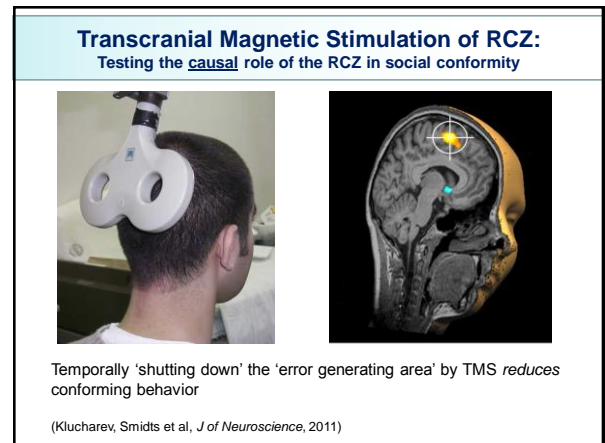 Transcranial Magnetic Stimulation of RCZ:
Testing the causal role of the RCZ in social conformity
Temporally ‘shutting down’ the ‘error generating area’ by TMS reduces
conforming behavior
(Klucharev, Smidts et al, J of Neuroscience, 2011)